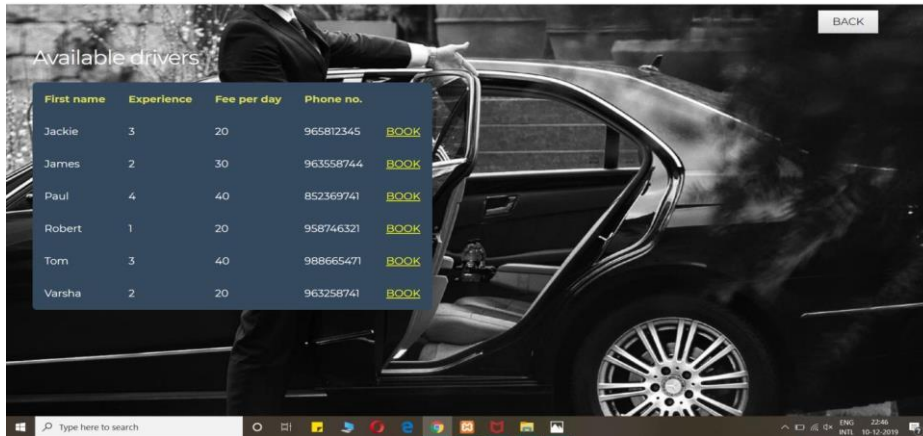 BACK
Available drivers
First name Experience Fee per day Phone no.
Jackie 3 20 965812345 BOOK
James 2 30 963558744 BOOK
Paul 4 40 852369741 BOOK
Robert 1 20 958746321 BOOK
Tom 3 40 988665471 BOOK
Varsha 2 20 963258741 BOOK
Type here to search
ENG 22:46
INTL 10-12-2019